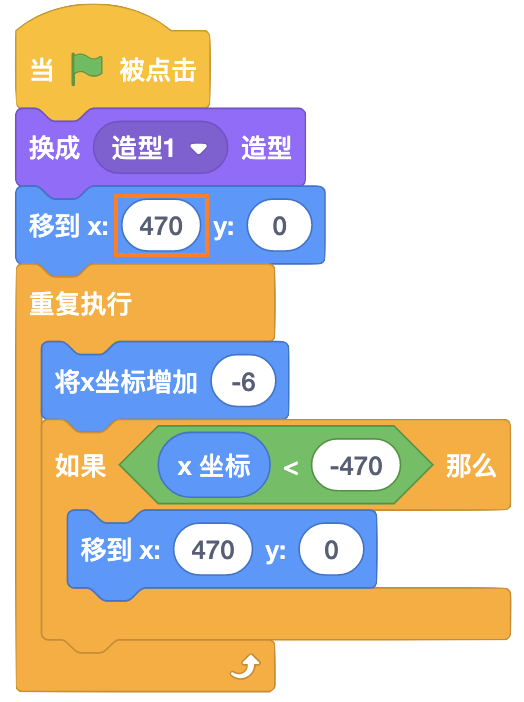 当 被点击
换成 造型1 造型
移到 x: 470 y: 0
重复执行
将x坐标增加 -6
如果 x 坐标 < -470 那么
移到 x: 470 y: 0